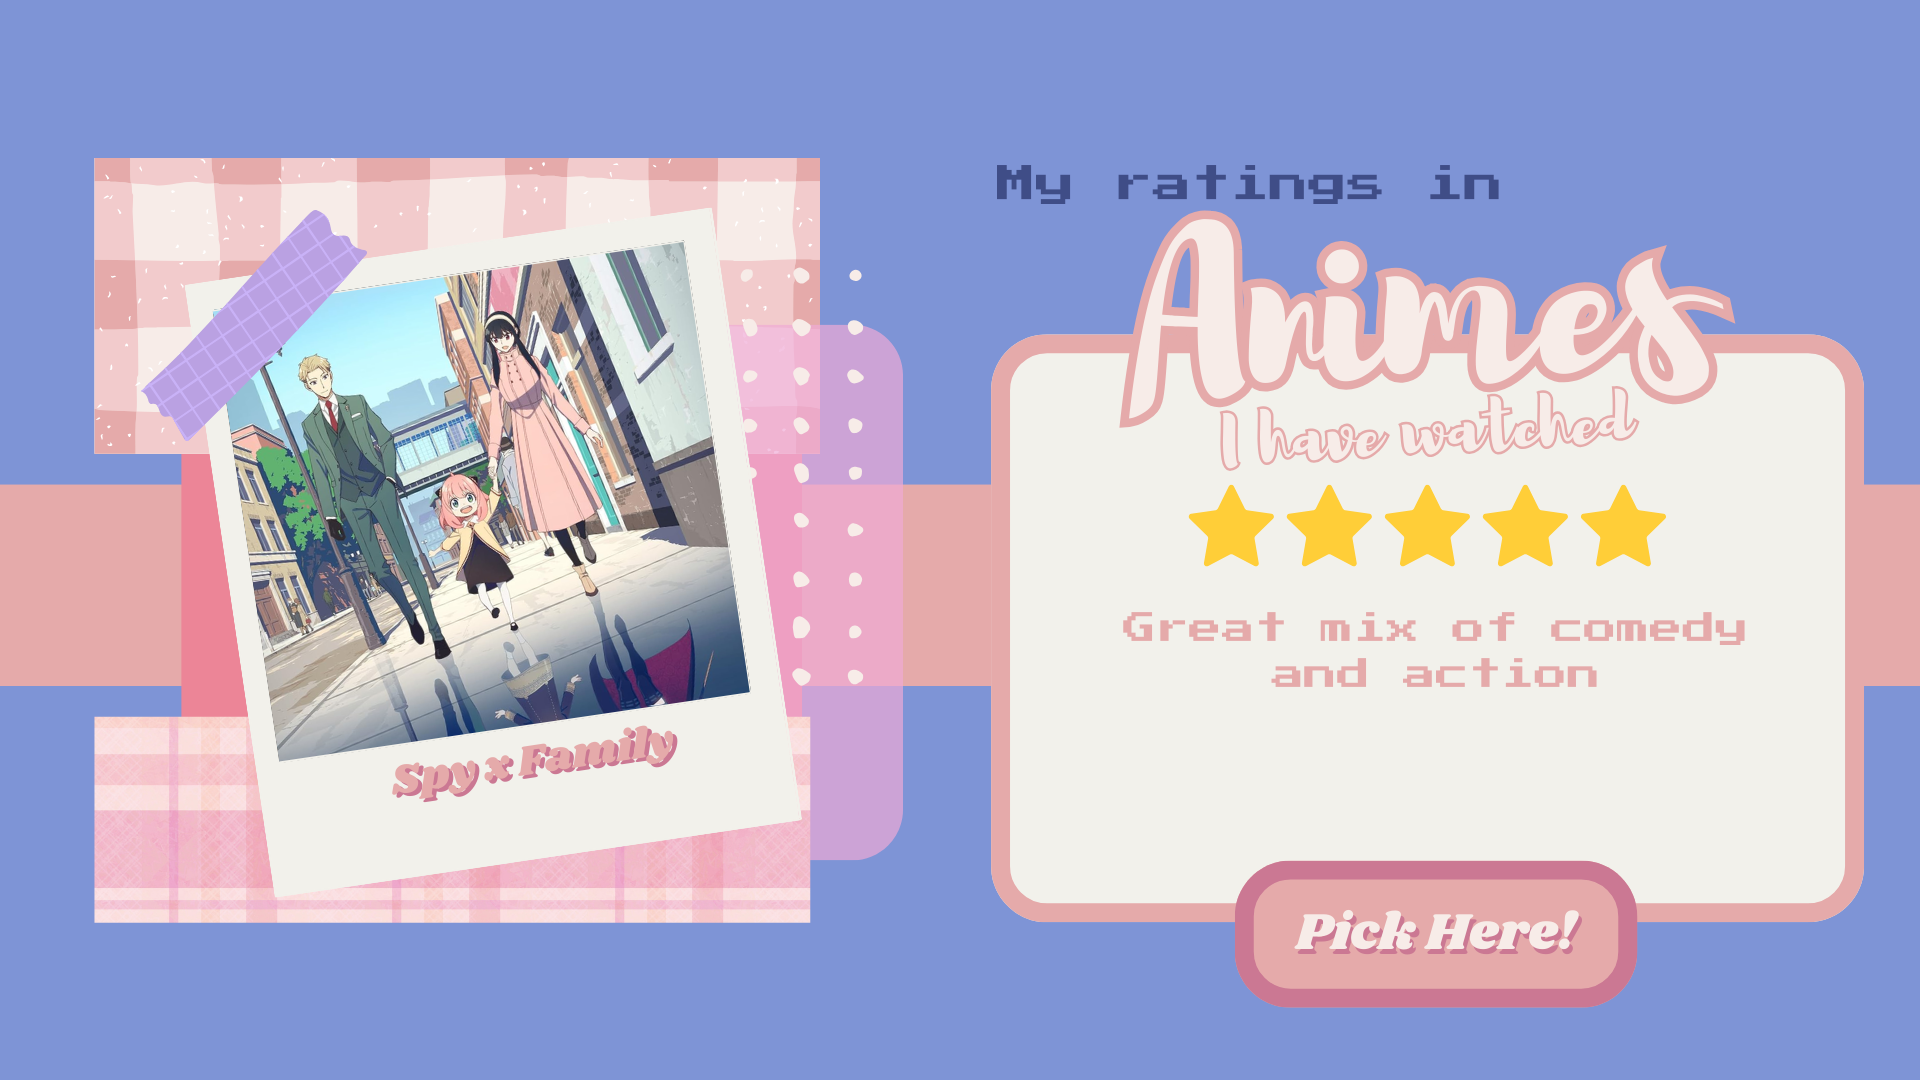 My ratings in
Animes
I have watched
Great mix of comedy
and action
Spy x Family
Pick Here!